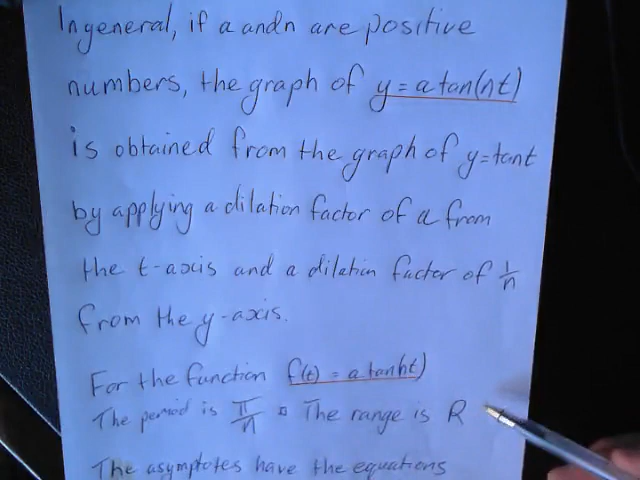 In general, if a and n are positive
numbers, the graph of y = a tan(nt)
is obtained from the graph of y=tant
by applying a dilation factor of a from
the t-axis and a dilation factor of 1/n
from the y-axis.
For the function f(t) = a tan(nt)
The period is π/n ▫ The range is R
The asymptotes have the equations